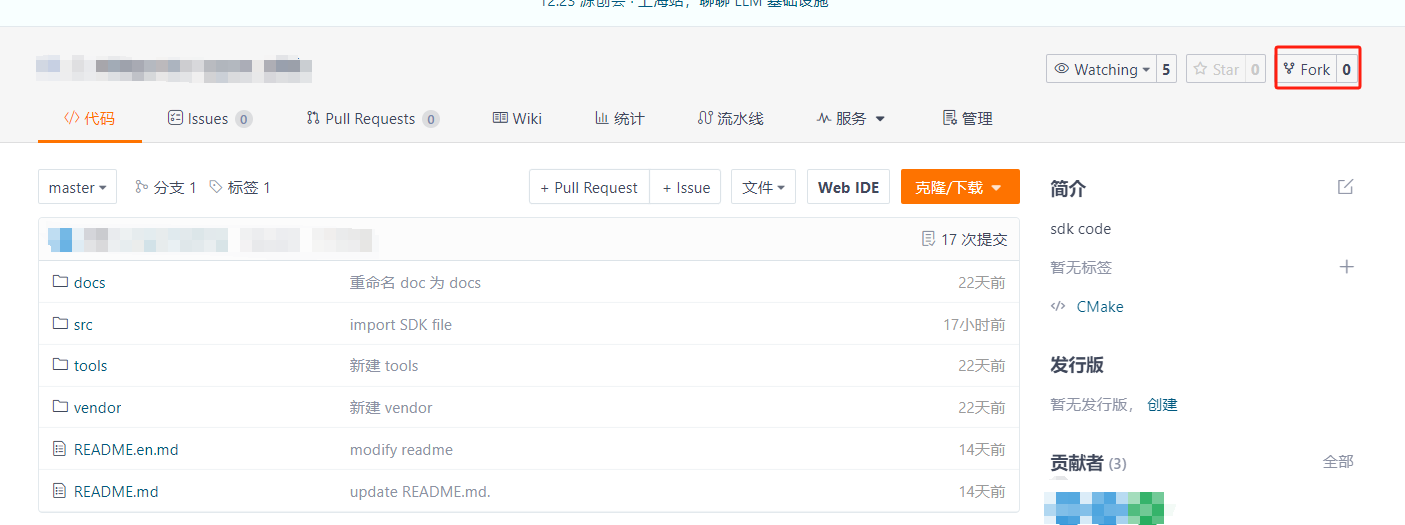 12.23 源创会 · 上海站，聊聊 LLM 基础设施
Watching 5 Star 0 Fork 0
代码 Issues 0 Pull Requests 0 Wiki 统计 流水线 服务 管理
master 分支 1 标签 1 + Pull Request + Issue 文件 Web IDE 克隆/下载
17 次提交
docs 重命名 doc 为 docs 22天前
src import SDK file 17小时前
tools 新建 tools 22天前
vendor 新建 vendor 22天前
README.en.md modify readme 14天前
README.md update README.md. 14天前
简介
sdk code
暂无标签
CMake
发行版
暂无发行版， 创建
贡献者 (3) 全部